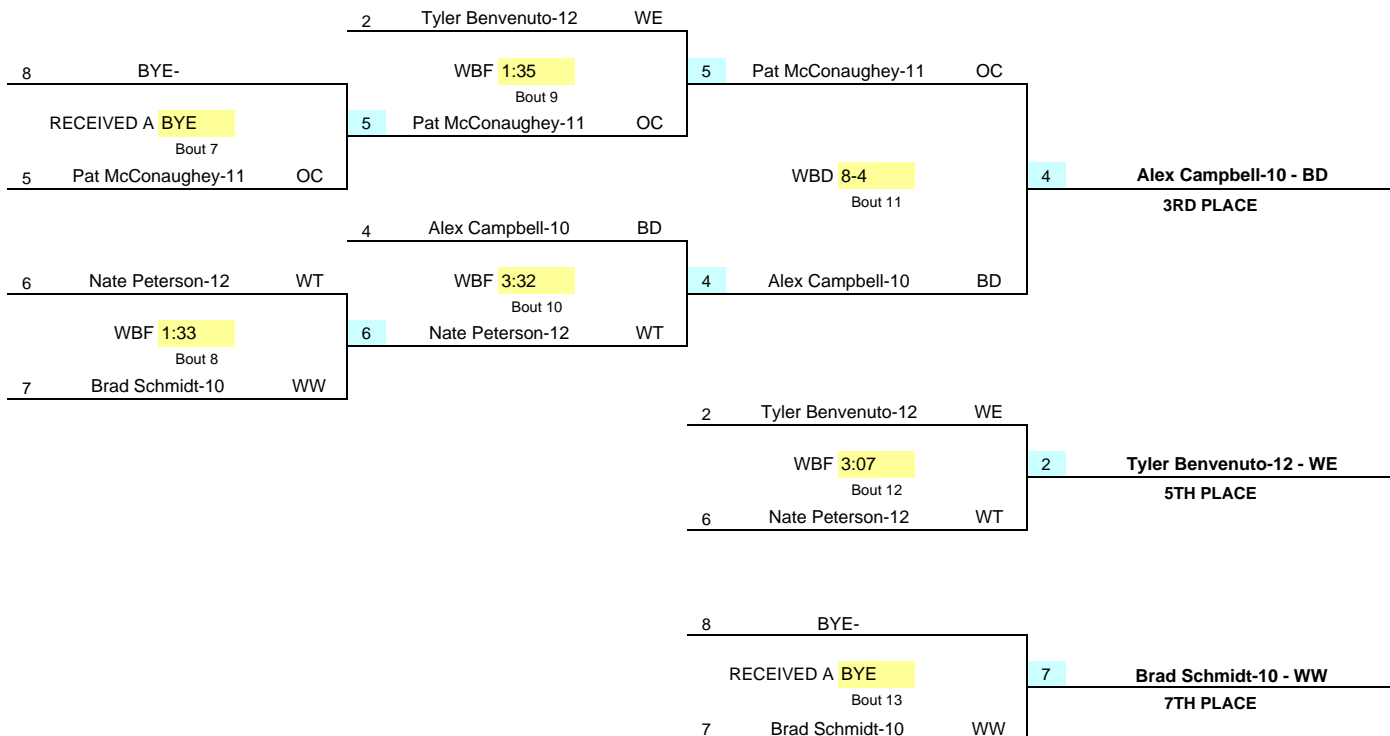 2 Tyler Benvenuto-12 WE
8 BYE-
WBF 1:35
5 Pat McConaughey-11 OC
Bout 9
RECEIVED A BYE
5 Pat McConaughey-11 OC
Bout 7
5 Pat McConaughey-11 OC
WBD 8-4
4 Alex Campbell-10 - BD
Bout 11
3RD PLACE
4 Alex Campbell-10 BD
6 Nate Peterson-12 WT
WBF 3:32
4 Alex Campbell-10 BD
Bout 10
WBF 1:33
6 Nate Peterson-12 WT
Bout 8
7 Brad Schmidt-10 WW
2 Tyler Benvenuto-12 WE
WBF 3:07
2 Tyler Benvenuto-12 - WE
Bout 12
5TH PLACE
6 Nate Peterson-12 WT
8 BYE-
RECEIVED A BYE
7 Brad Schmidt-10 - WW
Bout 13
7TH PLACE
7 Brad Schmidt-10 WW